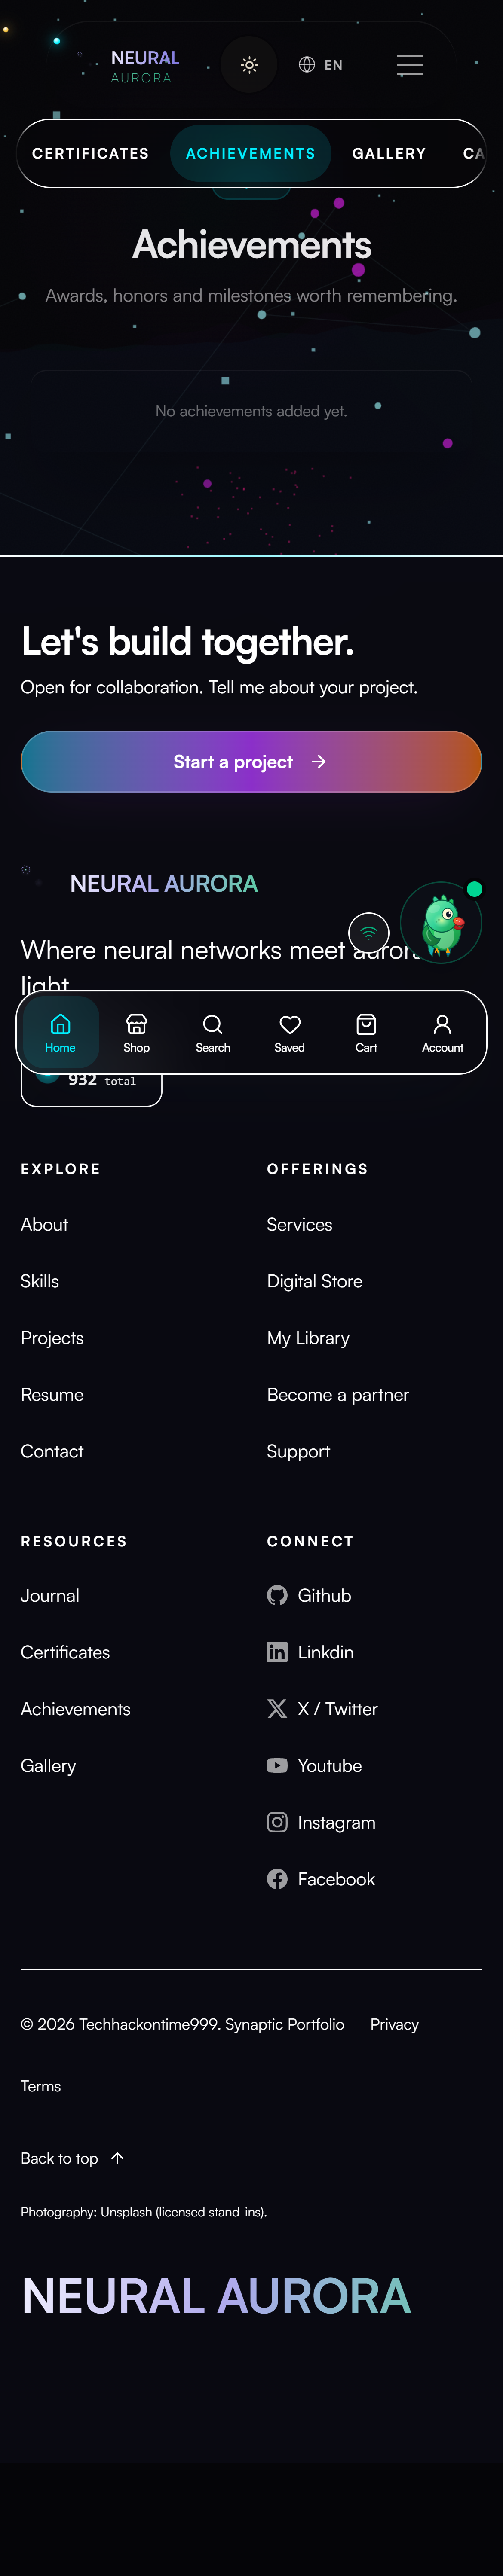 NEURAL
AURORA
EN
CERTIFICATES ACHIEVEMENTS GALLERY CA
Achievements
Awards, honors and milestones worth remembering.
No achievements added yet.
Let's build together.
Open for collaboration. Tell me about your project.
Start a project
NEURAL AURORA
Where neural networks meet aurora
light
Home Shop Search Saved Cart Account
932 total
EXPLORE
About
Skills
Projects
Resume
Contact
OFFERINGS
Services
Digital Store
My Library
Become a partner
Support
RESOURCES
Journal
Certificates
Achievements
Gallery
CONNECT
Github
Linkdin
X / Twitter
Youtube
Instagram
Facebook
© 2026 Techhackontime999. Synaptic Portfolio Privacy
Terms
Back to top
Photography: Unsplash (licensed stand-ins).
NEURAL AURORA